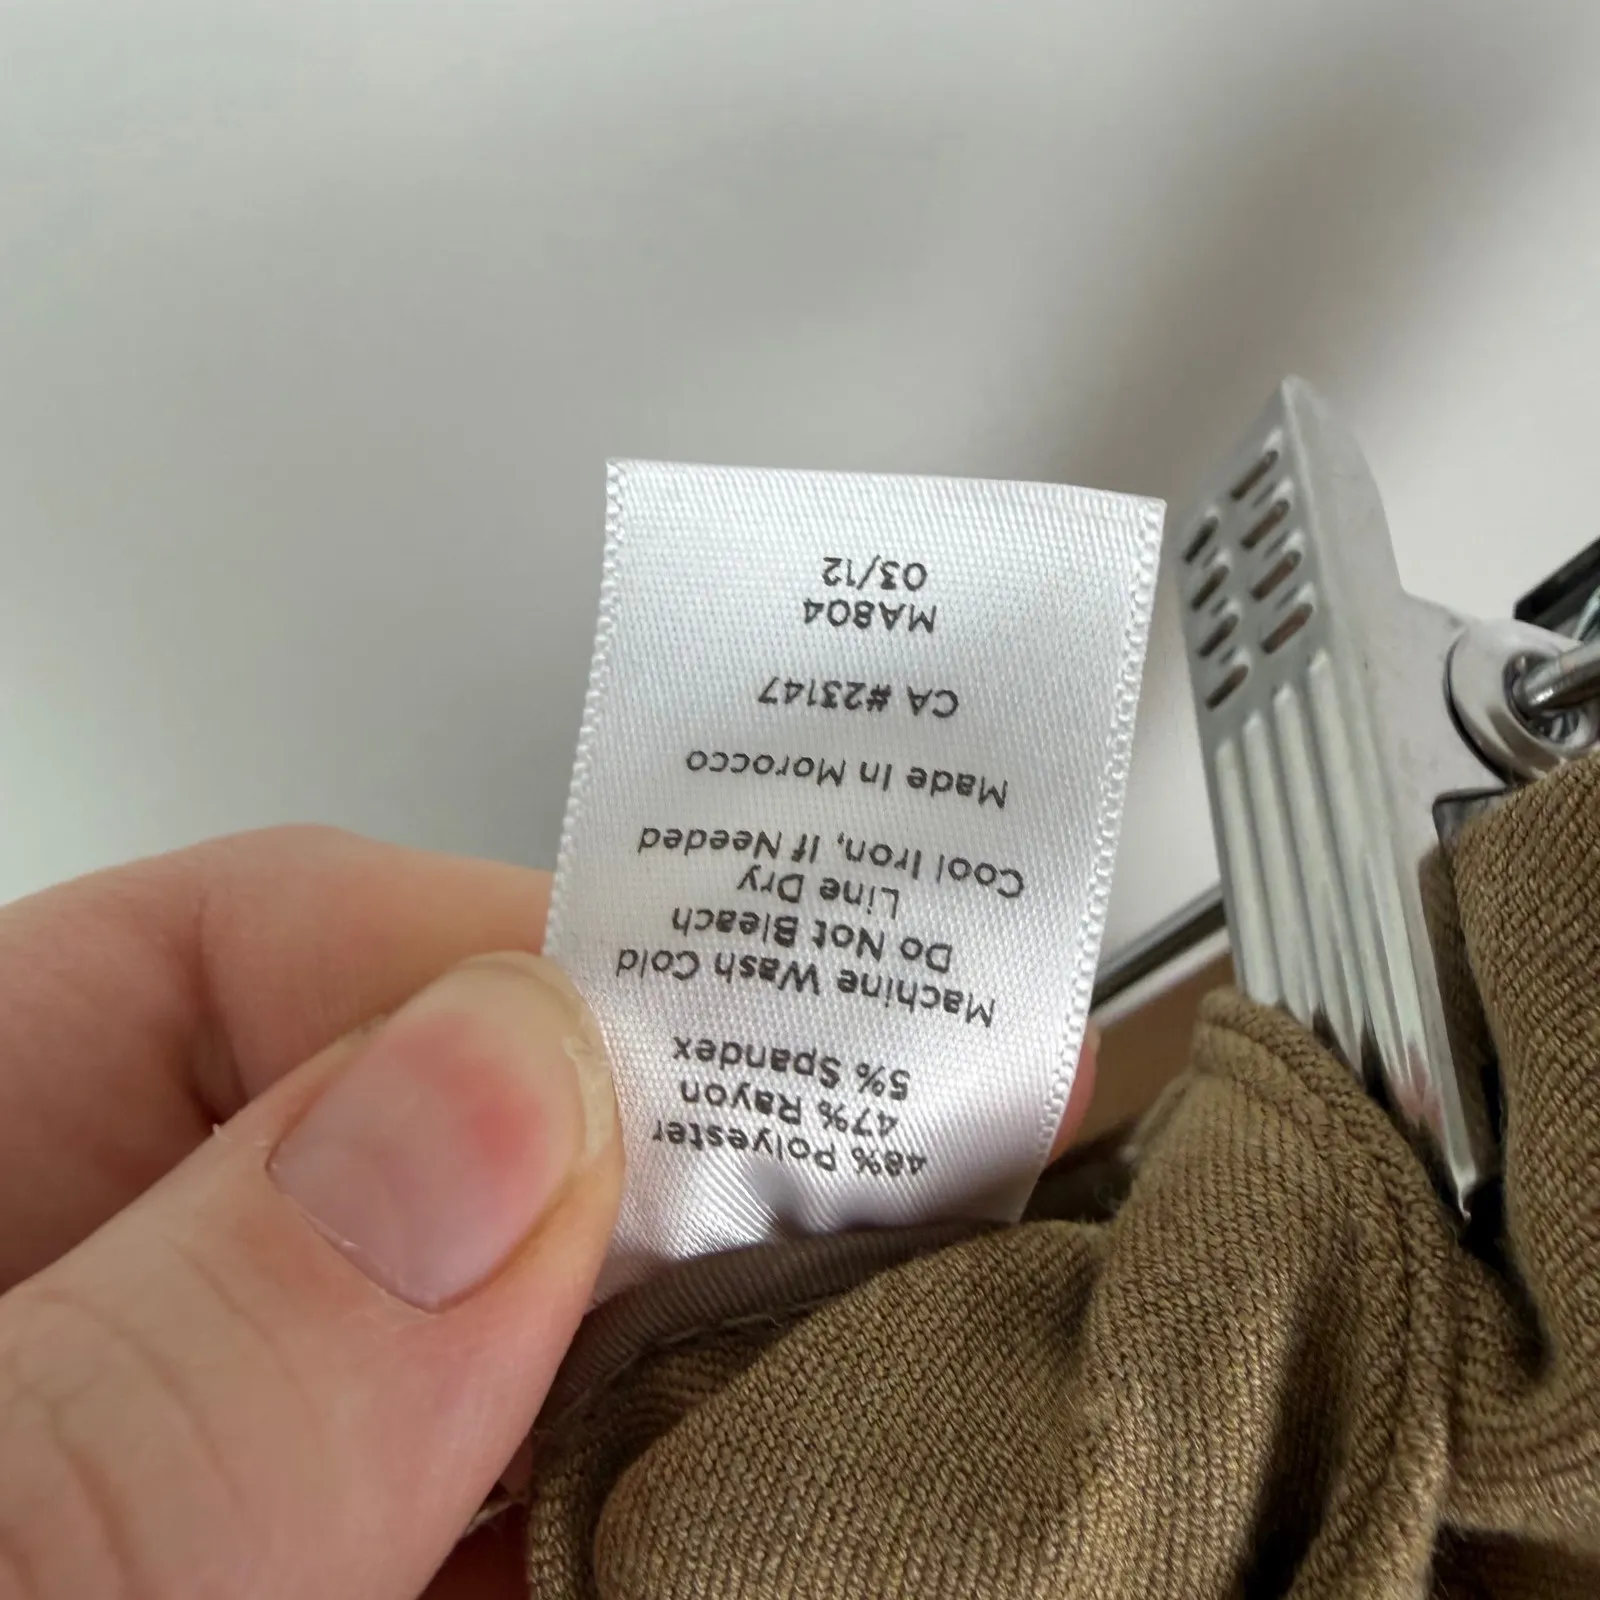 48% Polyester
47% Rayon
5% Spandex
Machine Wash Cold
Do Not Bleach
Line Dry
Cool Iron, If Needed
Made In Morocco
CA #23147
MA804
03/12